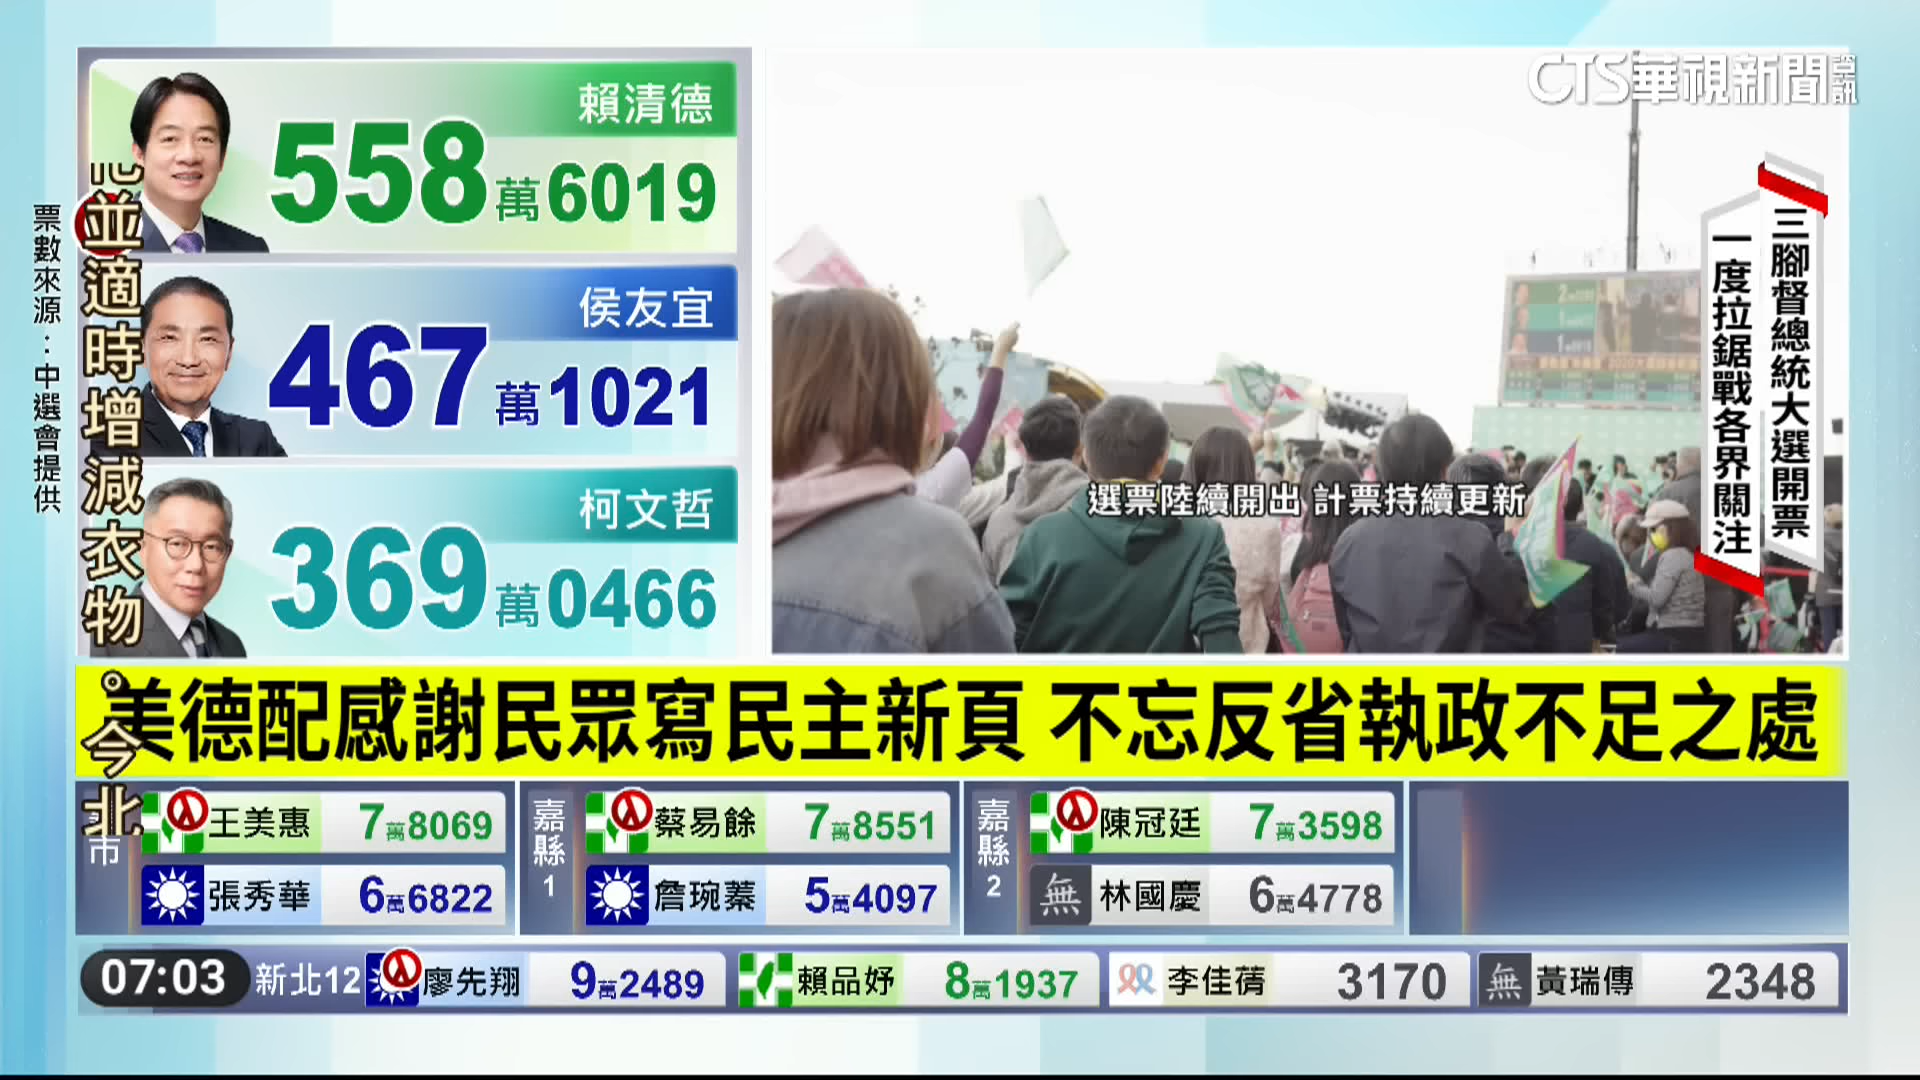 CTS華視新聞資訊
賴清德
558萬6019
侯友宜
467萬1021
柯文哲
369萬0466
票數來源：中選會提供
並適時增減衣物。今北
三腳督總統大選開票
一度拉鋸戰各界關注
選票陸續開出 計票持續更新
美德配感謝民眾寫民主新頁 不忘反省執政不足之處
市
王美惠 7萬8069
張秀華 6萬6822
嘉縣1
蔡易餘 7萬8551
詹琬蓁 5萬4097
嘉縣2
陳冠廷 7萬3598
無 林國慶 6萬4778
07:03 新北12 廖先翔 9萬2489 賴品妤 8萬1937 李佳蒨 3170 無 黃瑞傳 2348